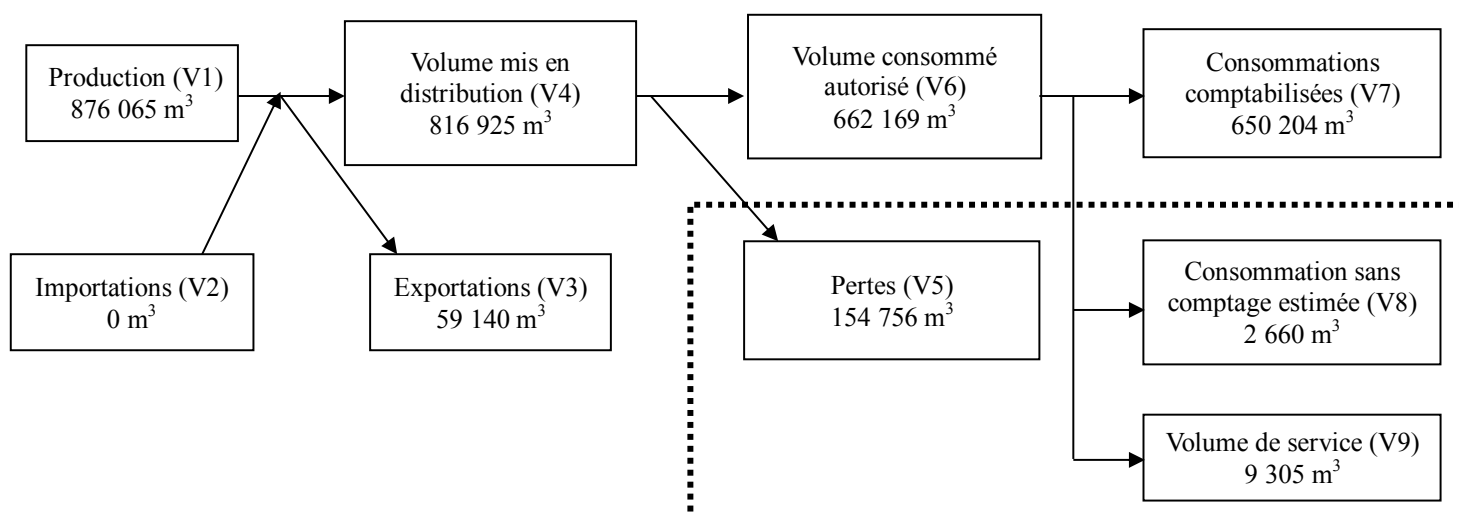 Production (V1)
876 065 m³
Volume mis en
distribution (V4)
816 925 m³
Volume consommé
autorisé (V6)
662 169 m³
Consommations
comptabilisées (V7)
650 204 m³
Importations (V2)
0 m³
Exportations (V3)
59 140 m³
Pertes (V5)
154 756 m³
Consommation sans
comptage estimée (V8)
2 660 m³
Volume de service (V9)
9 305 m³